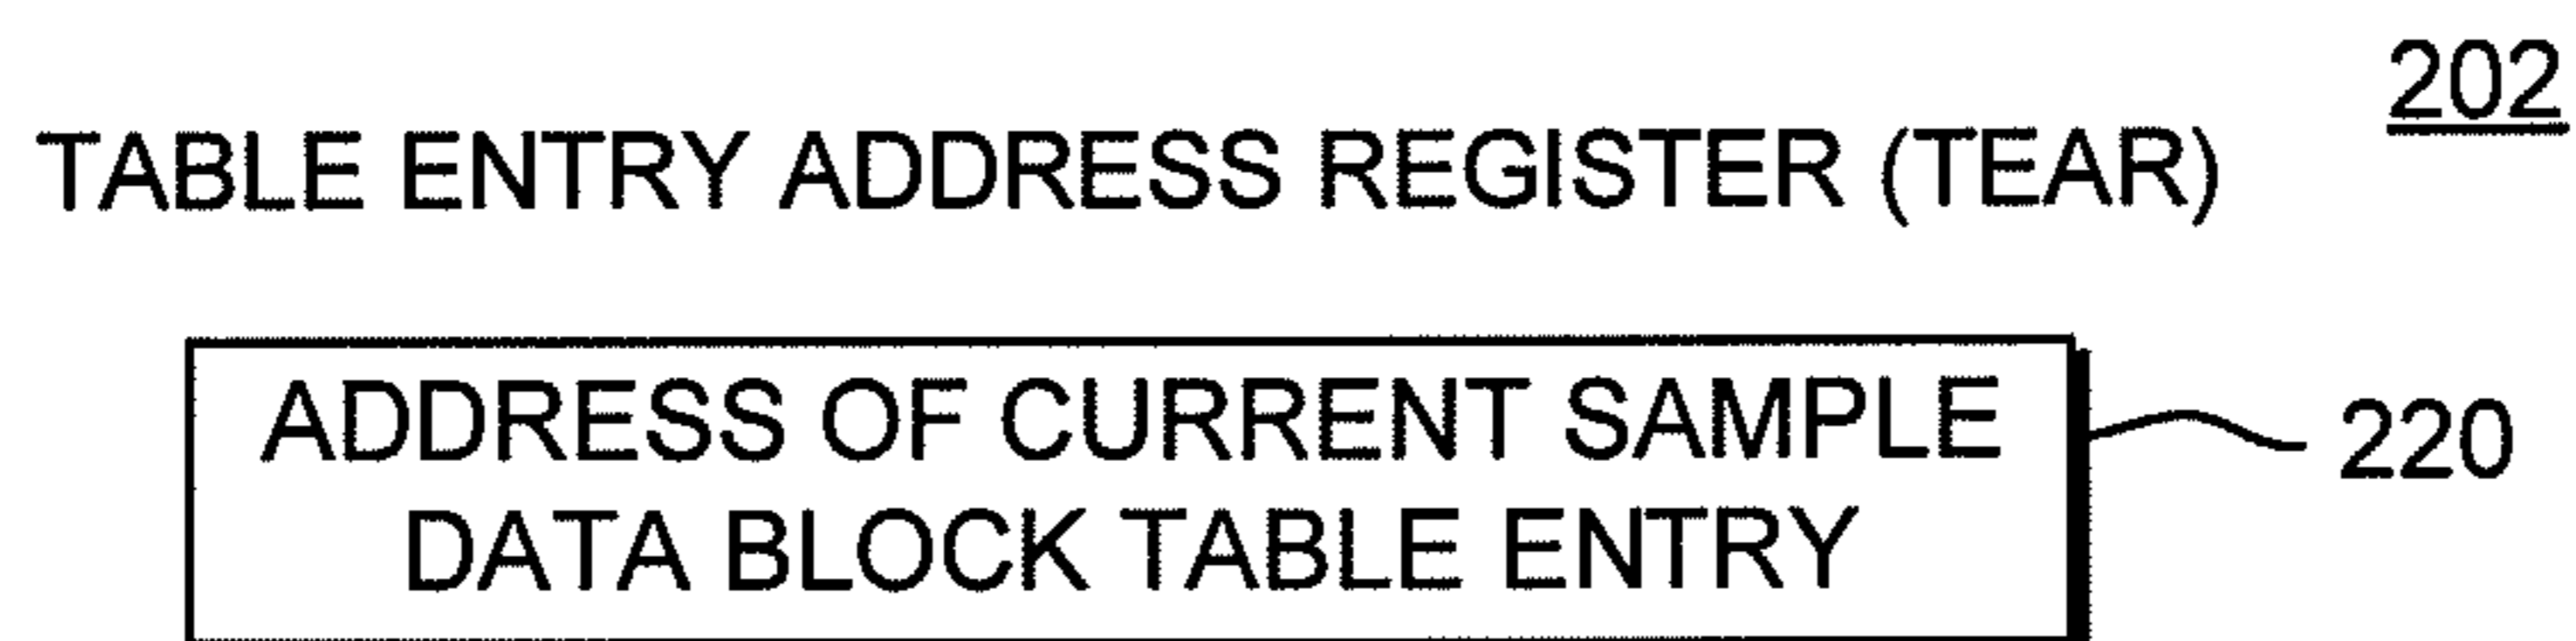 202
TABLE ENTRY ADDRESS REGISTER (TEAR)
ADDRESS OF CURRENT SAMPLE
DATA BLOCK TABLE ENTRY
220